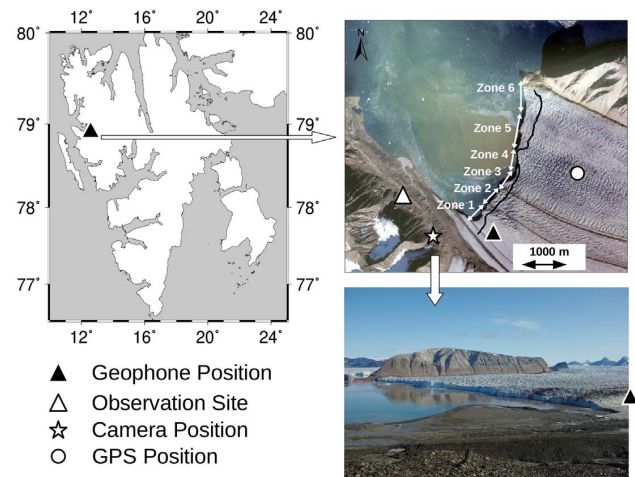 12° 16° 20° 24°
80° 80°
79° 79°
78° 78°
77° 77°
12° 16° 20° 24°
Geophone Position
Observation Site
Camera Position
GPS Position
N
Zone 6
Zone 5
Zone 4
Zone 3
Zone 2
Zone 1
1000 m